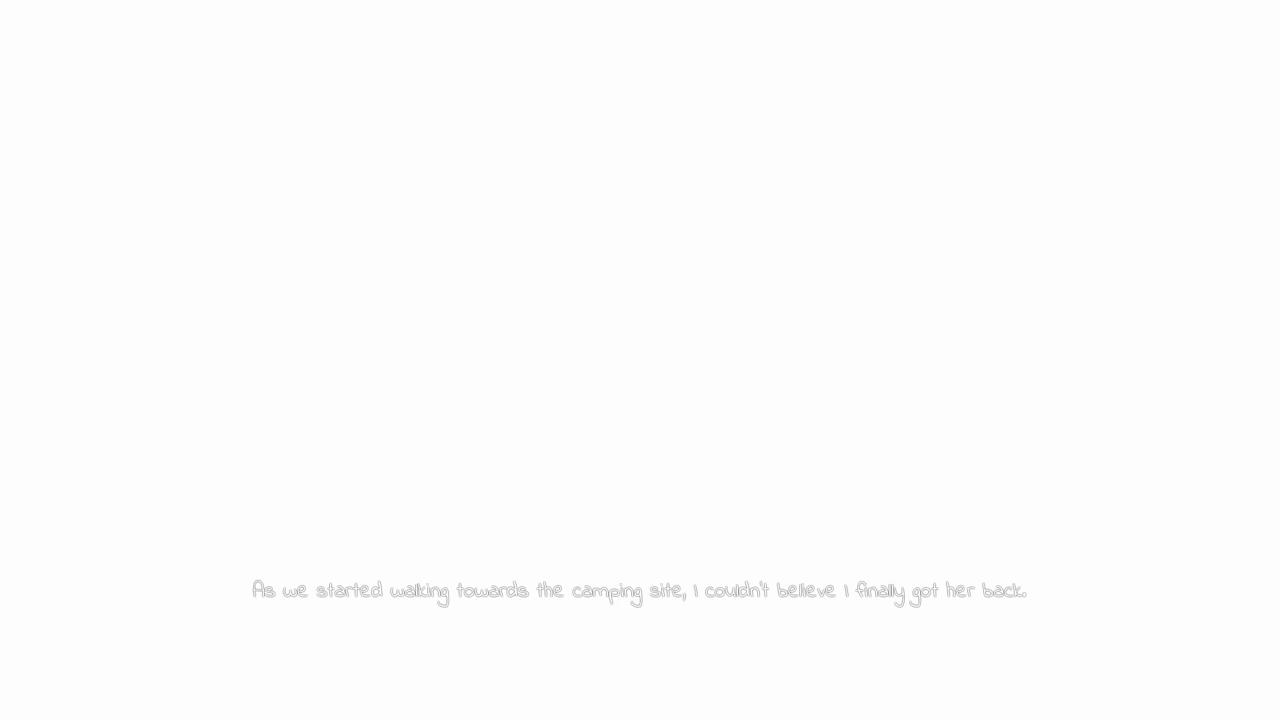 As we started walking towards the camping site, I couldn't believe I finally got her back.